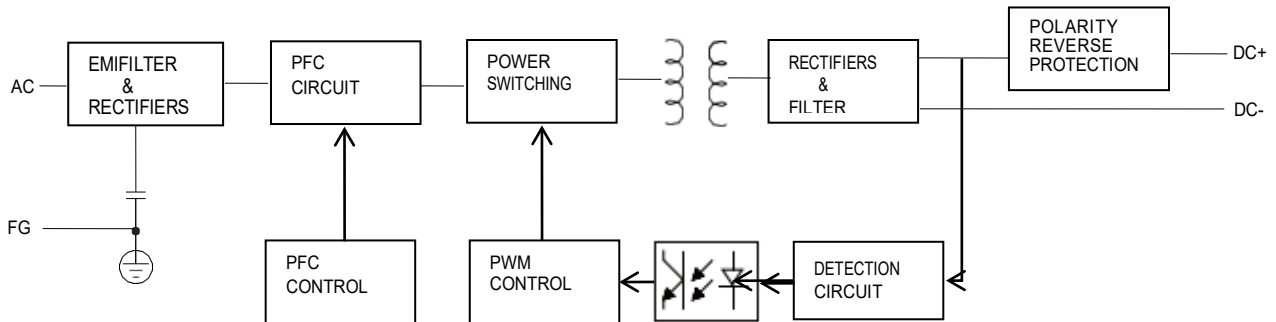 AC
EMIFILTER
&
RECTIFIERS
PFC
CIRCUIT
POWER
SWITCHING
RECTIFIERS
&
FILTER
POLARITY
REVERSE
PROTECTION
DC+
DC-
FG
PFC
CONTROL
PWM
CONTROL
DETECTION
CIRCUIT